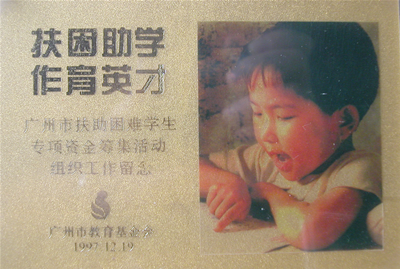 扶困助学
作育英才
广州市扶助困难学生
专项资金筹集活动
组织工作留念
广州市教育基金会
1997.12.19